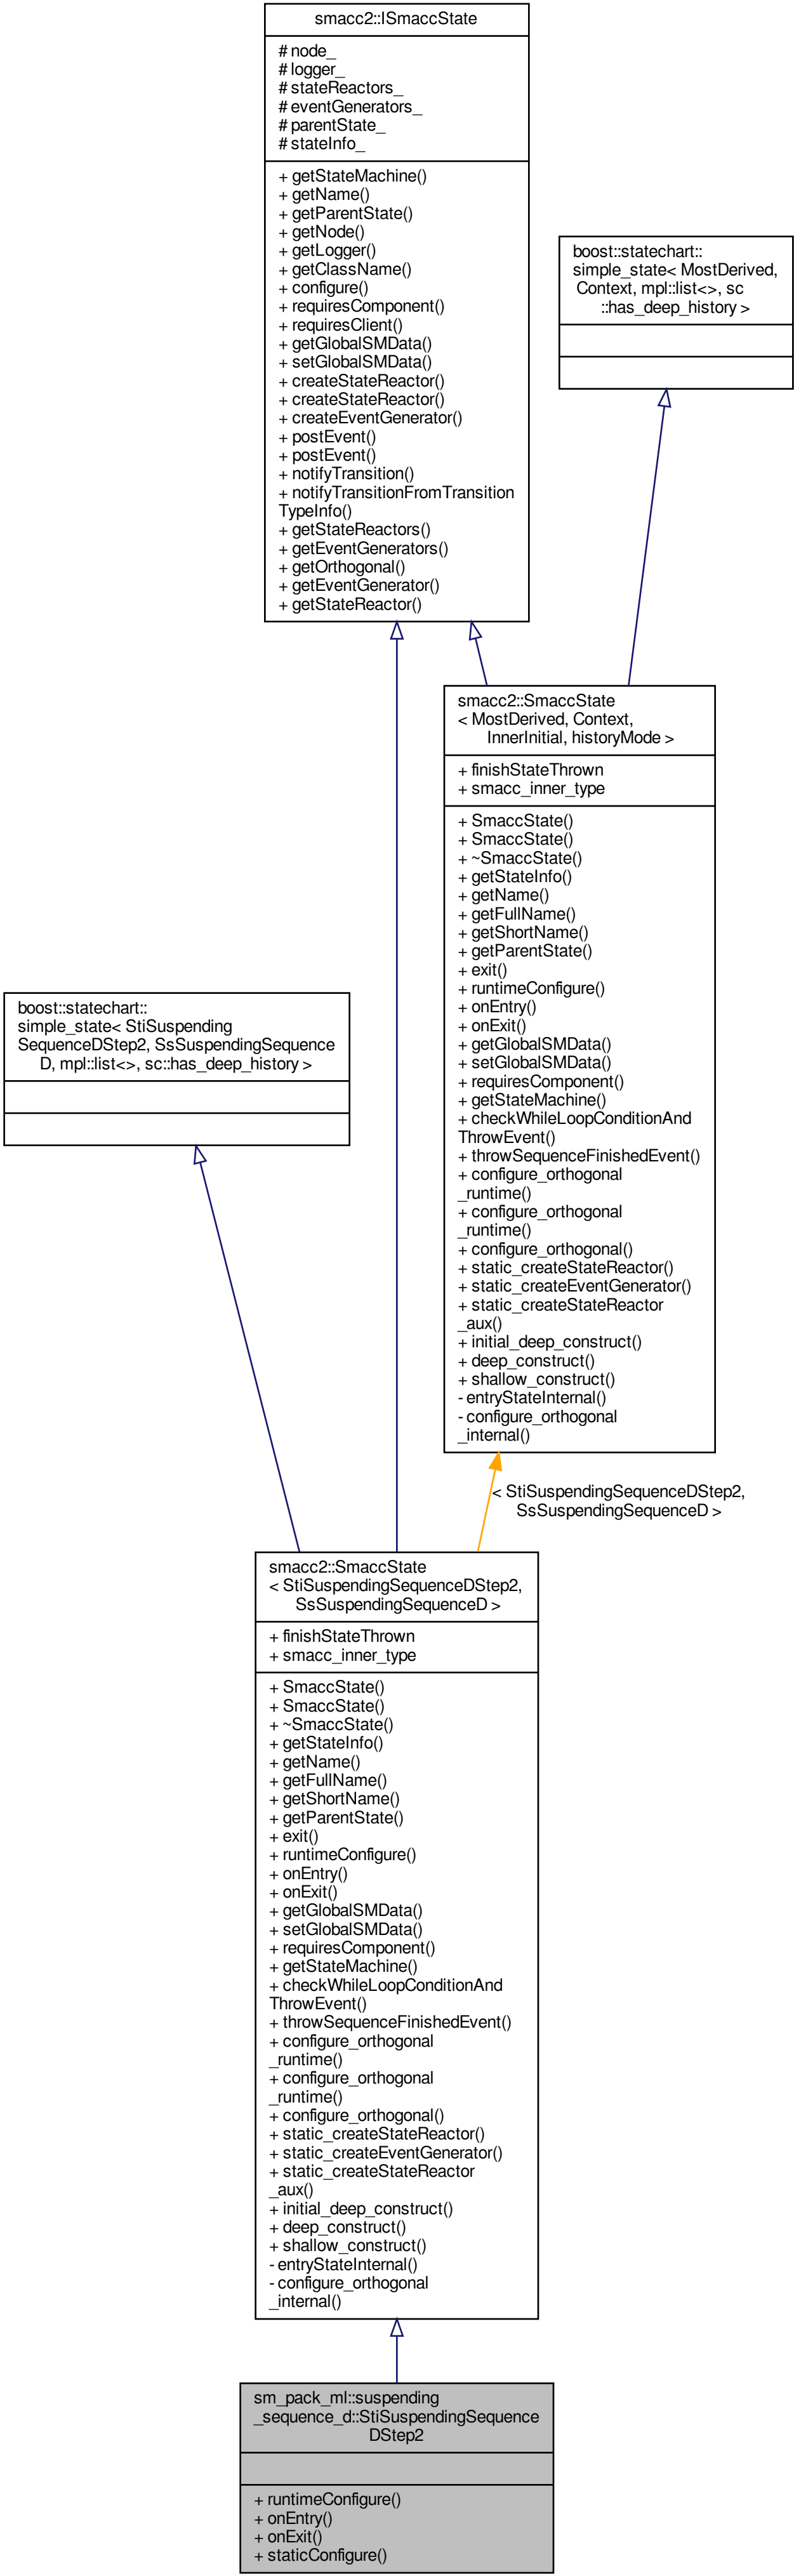 smacc2::ISmaccState
# node_
# logger_
# stateReactors_
# eventGenerators_
# parentState_
# stateInfo_
+ getStateMachine()
+ getName()
+ getParentState()
+ getNode()
+ getLogger()
+ getClassName()
+ configure()
+ requiresComponent()
+ requiresClient()
+ getGlobalSMData()
+ setGlobalSMData()
+ createStateReactor()
+ createStateReactor()
+ createEventGenerator()
+ postEvent()
+ postEvent()
+ notifyTransition()
+ notifyTransitionFromTransition
TypeInfo()
+ getStateReactors()
+ getEventGenerators()
+ getOrthogonal()
+ getEventGenerator()
+ getStateReactor()
boost::statechart::
simple_state< MostDerived,
Context, mpl::list<>, sc
::has_deep_history >
smacc2::SmaccState
< MostDerived, Context,
InnerInitial, historyMode >
+ finishStateThrown
+ smacc_inner_type
+ SmaccState()
+ SmaccState()
+ ~SmaccState()
+ getStateInfo()
+ getName()
+ getFullName()
+ getShortName()
+ getParentState()
+ exit()
+ runtimeConfigure()
+ onEntry()
+ onExit()
+ getGlobalSMData()
+ setGlobalSMData()
+ requiresComponent()
+ getStateMachine()
+ checkWhileLoopConditionAnd
ThrowEvent()
+ throwSequenceFinishedEvent()
+ configure_orthogonal
_runtime()
+ configure_orthogonal
_runtime()
+ configure_orthogonal()
+ static_createStateReactor()
+ static_createEventGenerator()
+ static_createStateReactor
_aux()
+ initial_deep_construct()
+ deep_construct()
+ shallow_construct()
- entryStateInternal()
- configure_orthogonal
_internal()
boost::statechart::
simple_state< StiSuspending
SequenceDStep2, SsSuspendingSequence
D, mpl::list<>, sc::has_deep_history >
< StiSuspendingSequenceDStep2,
SsSuspendingSequenceD >
smacc2::SmaccState
< StiSuspendingSequenceDStep2,
SsSuspendingSequenceD >
+ finishStateThrown
+ smacc_inner_type
+ SmaccState()
+ SmaccState()
+ ~SmaccState()
+ getStateInfo()
+ getName()
+ getFullName()
+ getShortName()
+ getParentState()
+ exit()
+ runtimeConfigure()
+ onEntry()
+ onExit()
+ getGlobalSMData()
+ setGlobalSMData()
+ requiresComponent()
+ getStateMachine()
+ checkWhileLoopConditionAnd
ThrowEvent()
+ throwSequenceFinishedEvent()
+ configure_orthogonal
_runtime()
+ configure_orthogonal
_runtime()
+ configure_orthogonal()
+ static_createStateReactor()
+ static_createEventGenerator()
+ static_createStateReactor
_aux()
+ initial_deep_construct()
+ deep_construct()
+ shallow_construct()
- entryStateInternal()
- configure_orthogonal
_internal()
sm_pack_ml::suspending
_sequence_d::StiSuspendingSequence
DStep2
+ runtimeConfigure()
+ onEntry()
+ onExit()
+ staticConfigure()